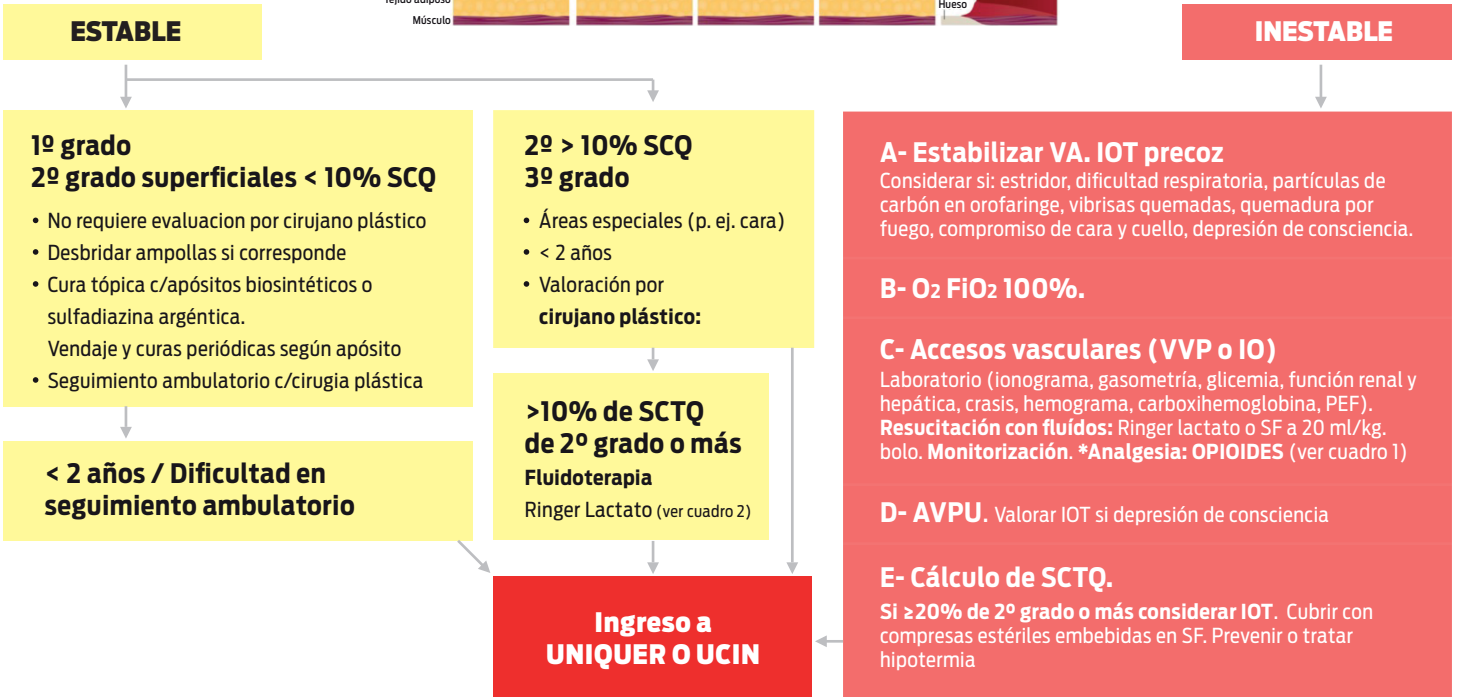 Tejido adiposo
Músculo
Hueso
ESTABLE
INESTABLE
1º grado
2º grado superficiales < 10% SCQ
• No requiere evaluacion por cirujano plástico
• Desbridar ampollas si corresponde
• Cura tópica c/apósitos biosintéticos o
sulfadiazina argéntica.
Vendaje y curas periódicas según apósito
• Seguimiento ambulatorio c/cirugia plástica
< 2 años / Dificultad en
seguimiento ambulatorio
2º > 10% SCQ
3º grado
• Áreas especiales (p. ej. cara)
• < 2 años
• Valoración por
cirujano plástico:
>10% de SCTQ
de 2º grado o más
Fluidoterapia
Ringer Lactato (ver cuadro 2)
Ingreso a
UNIQUER O UCIN
A- Estabilizar VA. IOT precoz
Considerar si: estridor, dificultad respiratoria, partículas de
carbón en orofaringe, vibrisas quemadas, quemadura por
fuego, compromiso de cara y cuello, depresión de consciencia.
B- O2 FiO2 100%.
C- Accesos vasculares (VVP o IO)
Laboratorio (ionograma, gasometría, glicemia, función renal y
hepática, crasis, hemograma, carboxihemoglobina, PEF).
Resucitación con fluídos: Ringer lactato o SF a 20 ml/kg.
bolo. Monitorización. *Analgesia: OPIOIDES (ver cuadro 1)
D- AVPU. Valorar IOT si depresión de consciencia
E- Cálculo de SCTQ.
Si ≥20% de 2º grado o más considerar IOT. Cubrir con
compresas estériles embebidas en SF. Prevenir o tratar
hipotermia